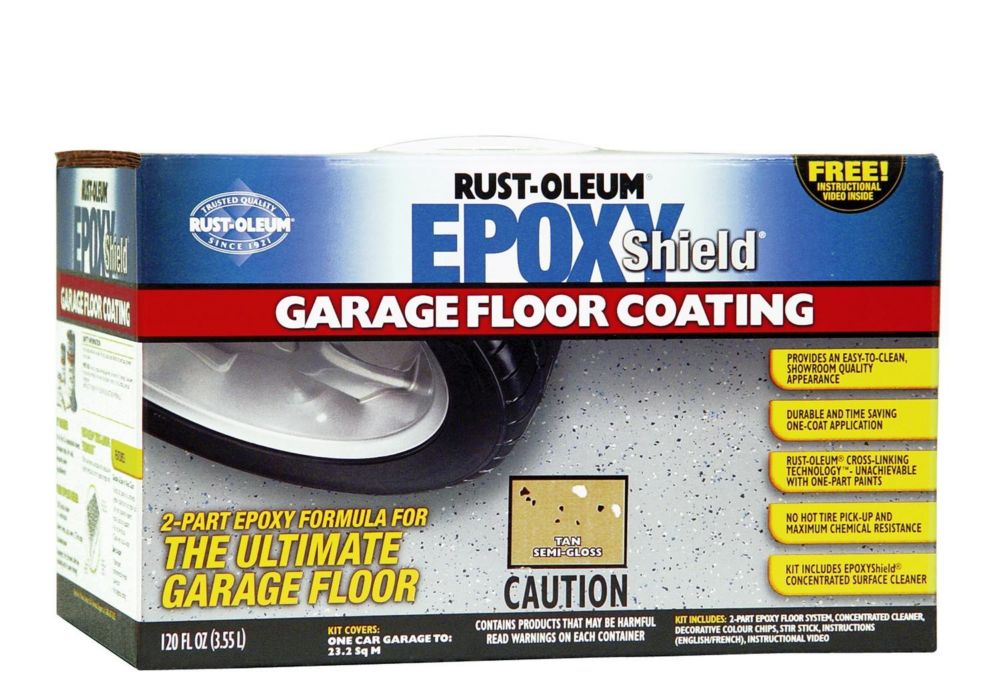 FREE!
INSTRUCTIONAL
VIDEO INSIDE
RUST-OLEUM®
EPOXY Shield®
GARAGE FLOOR COATING
TRUSTED QUALITY
RUST-OLEUM®
SINCE 1921
PROVIDES AN EASY-TO-CLEAN,
SHOWROOM QUALITY
APPEARANCE
DURABLE AND TIME SAVING
ONE-COAT APPLICATION
RUST-OLEUM® CROSS-LINKING
TECHNOLOGY™- UNACHIEVABLE
WITH ONE-PART PAINTS
NO HOT TIRE PICK-UP AND
MAXIMUM CHEMICAL RESISTANCE
KIT INCLUDES EPOXYShield®
CONCENTRATED SURFACE CLEANER
2-PART EPOXY FORMULA FOR
THE ULTIMATE
GARAGE FLOOR
TAN
SEMI-GLOSS
CAUTION
CONTAINS PRODUCTS THAT MAY BE HARMFUL
READ WARNINGS ON EACH CONTAINER
120 FL OZ (3.55 L)
KIT COVERS:
ONE CAR GARAGE TO:
23.2 Sq M
KIT INCLUDES: 2-PART EPOXY FLOOR SYSTEM, CONCENTRATED CLEANER,
DECORATIVE COLOUR CHIPS, STIR STICK, INSTRUCTIONS
(ENGLISH/FRENCH), INSTRUCTIONAL VIDEO
RUST-OLEUM
EPOXY Shield
GARAGE FLOOR COATING